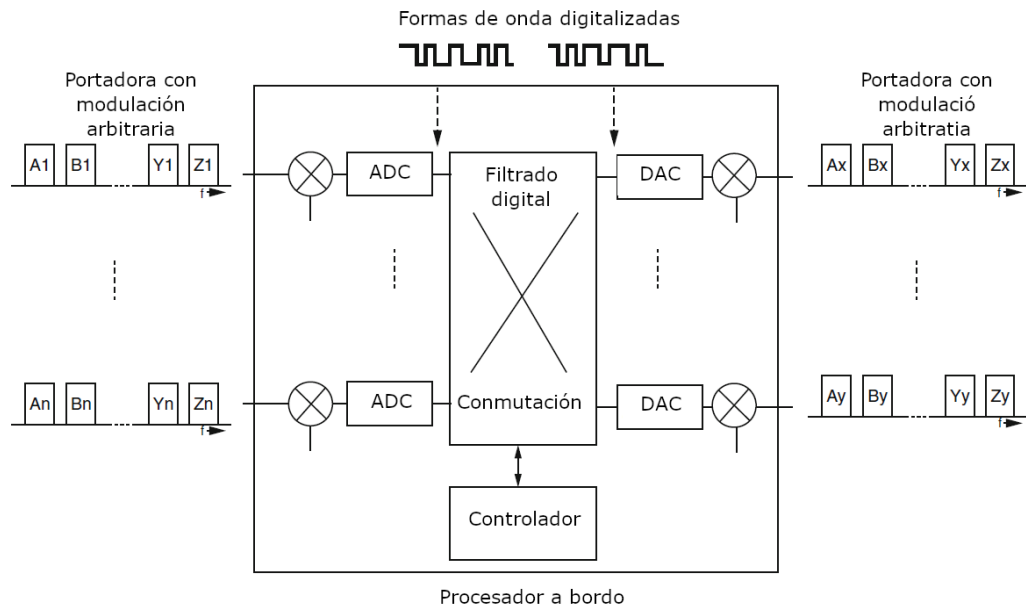 Formas de onda digitalizadas
Portadora con
modulación
arbitraria
A1 B1 Y1 Z1
f
ADC
Filtrado
digital
DAC
Portadora con
modulació
arbitratia
Ax Bx Yx Zx
f
An Bn Yn Zn
f
ADC
Conmutación
DAC
Ay By Yy Zy
f
Controlador
Procesador a bordo